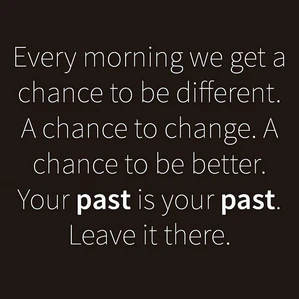 Every morning we get a
chance to be different.
A chance to change. A
chance to be better.
Your past is your past.
Leave it there.